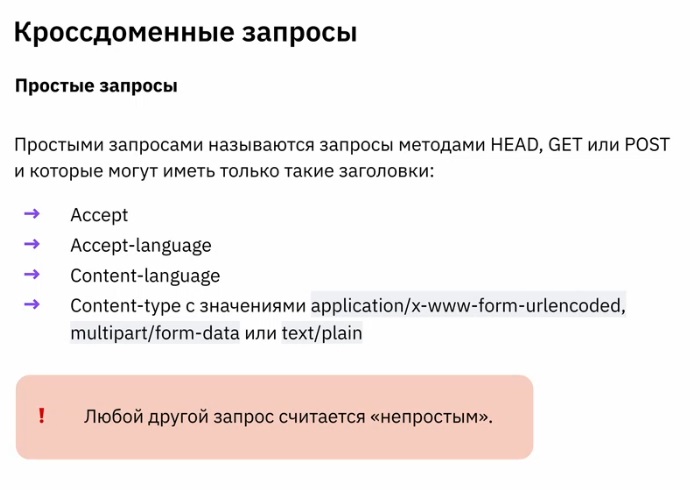 Кроссдоменные запросы
Простые запросы
Простыми запросами называются запросы методами HEAD, GET или POST
и которые могут иметь только такие заголовки:
→ Accept
→ Accept-language
→ Content-language
→ Content-type с значениями application/x-www-form-urlencoded,
multipart/form-data или text/plain
! Любой другой запрос считается «непростым».